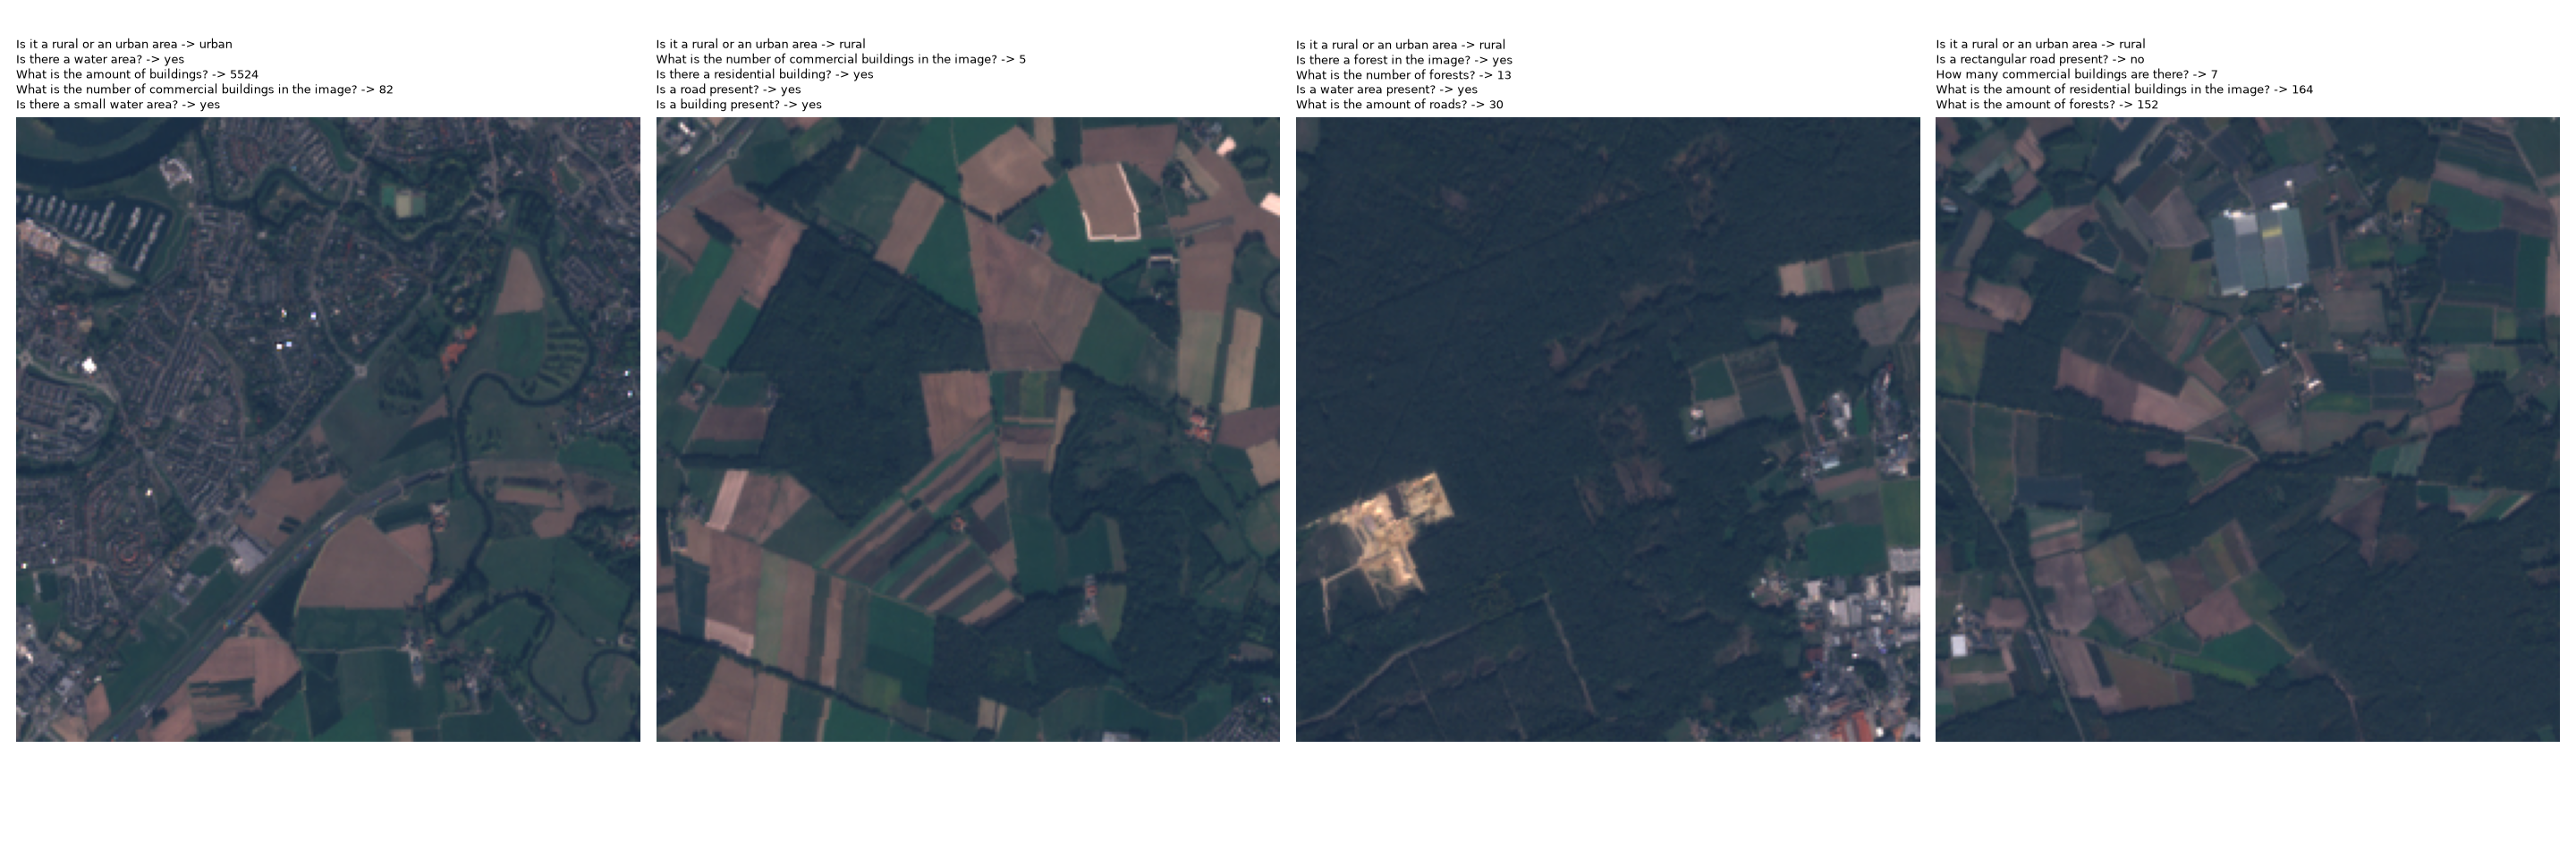 Is it a rural or an urban area -> urban
Is there a water area? -> yes
What is the amount of buildings? -> 5524
What is the number of commercial buildings in the image? -> 82
Is there a small water area? -> yes
Is it a rural or an urban area -> rural
What is the number of commercial buildings in the image? -> 5
Is there a residential building? -> yes
Is a road present? -> yes
Is a building present? -> yes
Is it a rural or an urban area -> rural
Is there a forest in the image? -> yes
What is the number of forests? -> 13
Is a water area present? -> yes
What is the amount of roads? -> 30
Is it a rural or an urban area -> rural
Is a rectangular road present? -> no
How many commercial buildings are there? -> 7
What is the amount of residential buildings in the image? -> 164
What is the amount of forests? -> 152